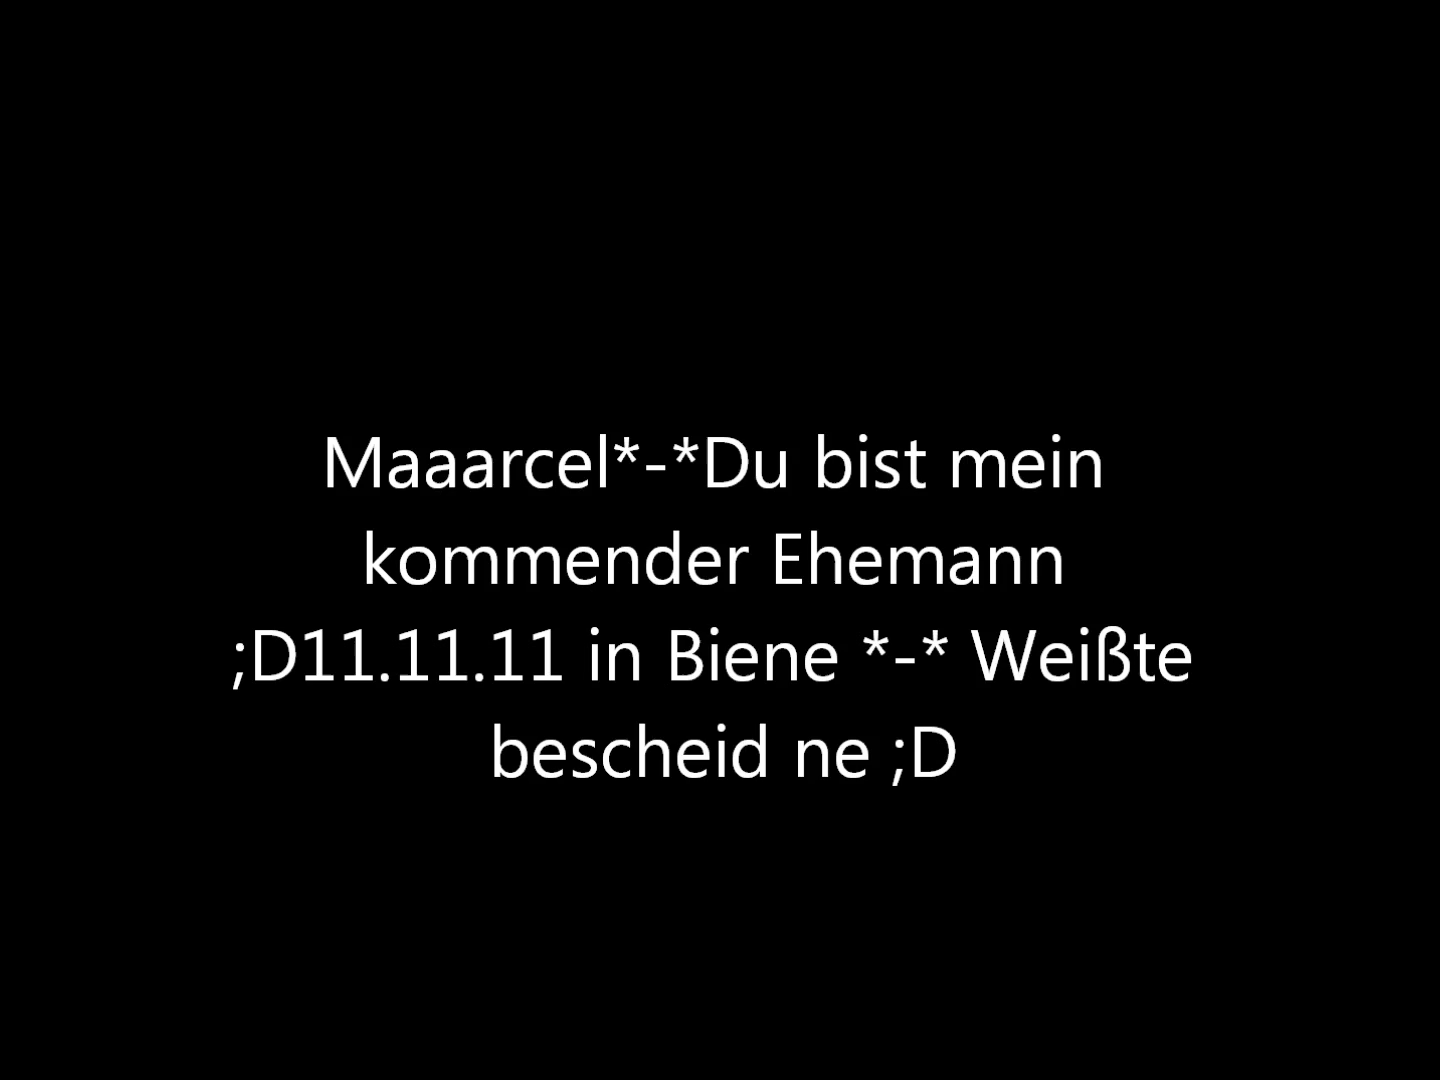 Maaarcel*-*Du bist mein
kommender Ehemann
;D11.11.11 in Biene *-* Weißte
bescheid ne ;D